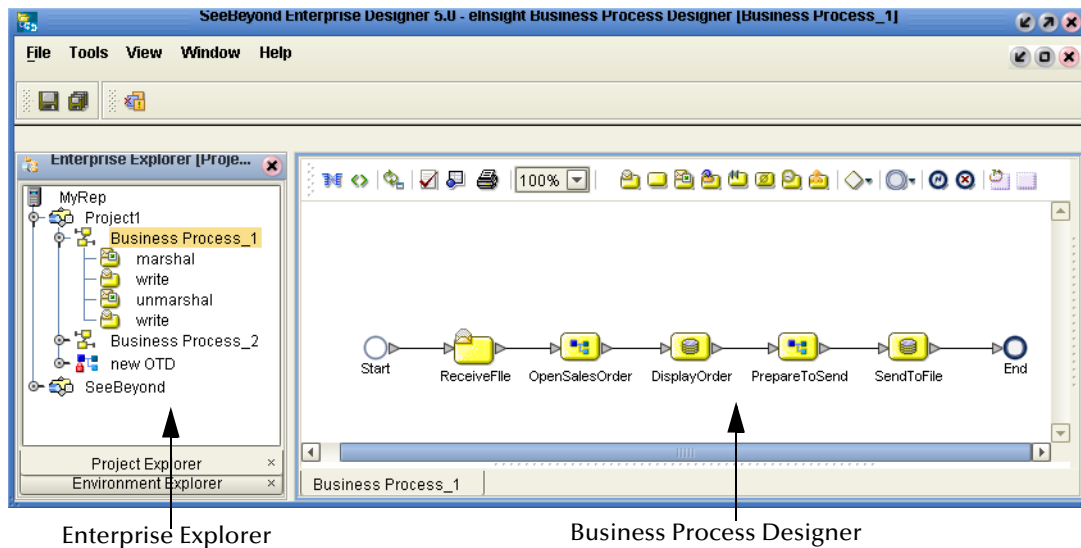 SeeBeyond Enterprise Designer 5.0 - eInsight Business Process Designer [Business Process_1]
File Tools View Window Help
Enterprise Explorer [Proje...
MyRep
Project1
Business Process_1
marshal
write
unmarshal
write
Business Process_2
new OTD
SeeBeyond
Project Explorer
Environment Explorer
100%
Start
ReceiveFIle
OpenSalesOrder
DisplayOrder
PrepareToSend
SendToFile
End
Business Process_1
Enterprise Explorer
Business Process Designer